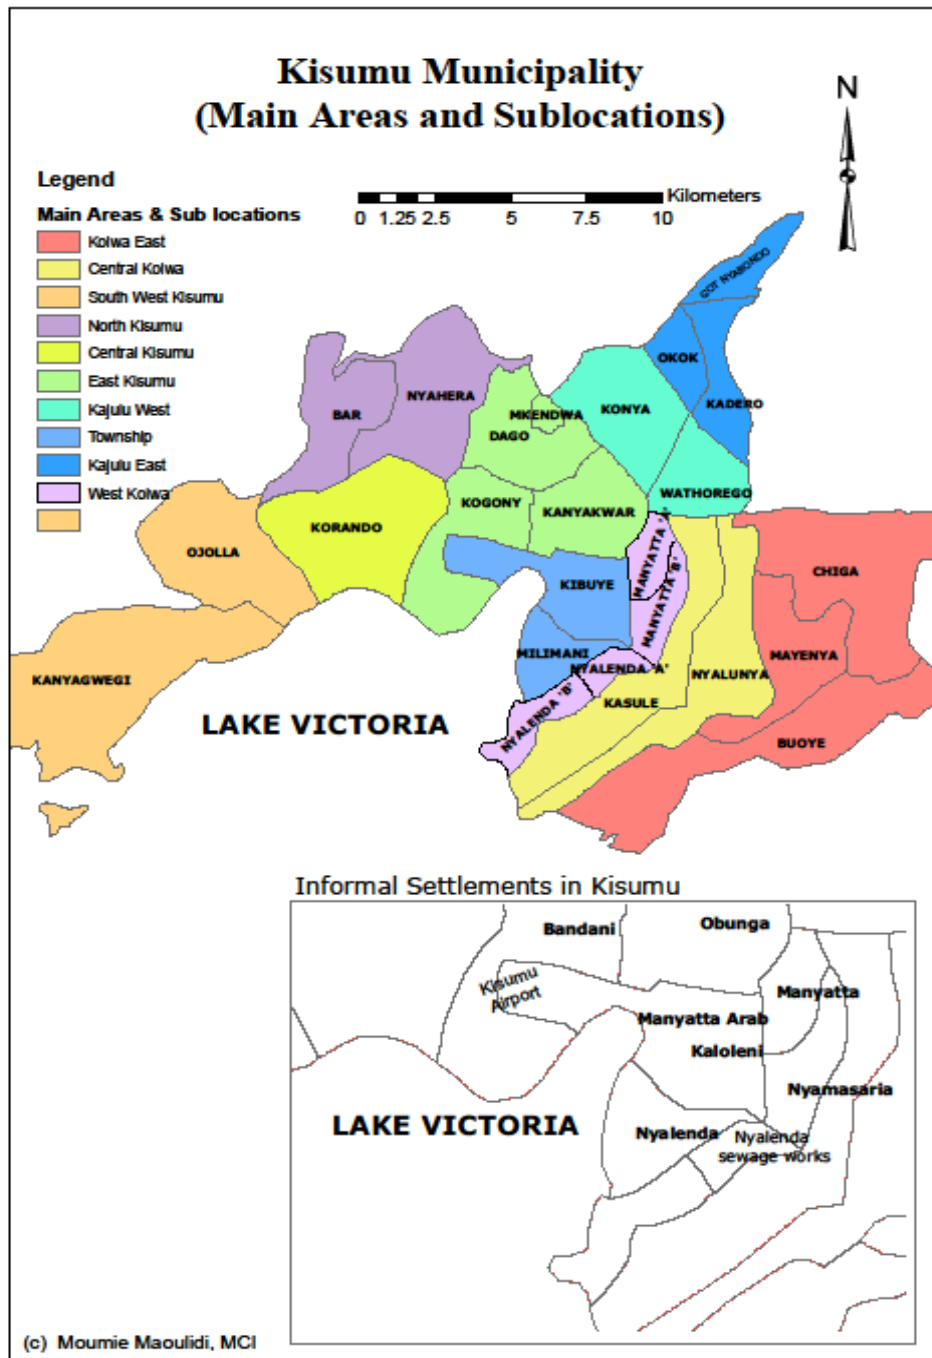 Kisumu Municipality
(Main Areas and Sublocations)
N
Legend
Main Areas & Sub locations
Kolwa East
Central Kolwa
South West Kisumu
North Kisumu
Central Kisumu
East Kisumu
Kajulu West
Township
Kajulu East
West Kolwa
Kilometers
0 1.25 2.5 5 7.5 10
GOT NYABONDO
OKOK
KADERO
NYAHERA
BAR
MKENDWA
KONYA
DAGO
WATHOREGO
KOGONY
KANYAKWAR
KORANDO
OJOLLA
MANYATTA 'A'
MANYATTA 'B'
KIBUYE
CHIGA
MILIMANI
NYALENDA 'A'
NYALUNYA
MAYENYA
KANYAGWEGI
NYALENDA 'B'
KASULE
BUOYE
LAKE VICTORIA
Informal Settlements in Kisumu
Bandani
Obunga
Kisumu
Airport
Manyatta
Manyatta Arab
Kaloleni
Nyamasaria
LAKE VICTORIA
Nyalenda
Nyalenda
sewage works
(c) Moumie Maoulidi, MCI